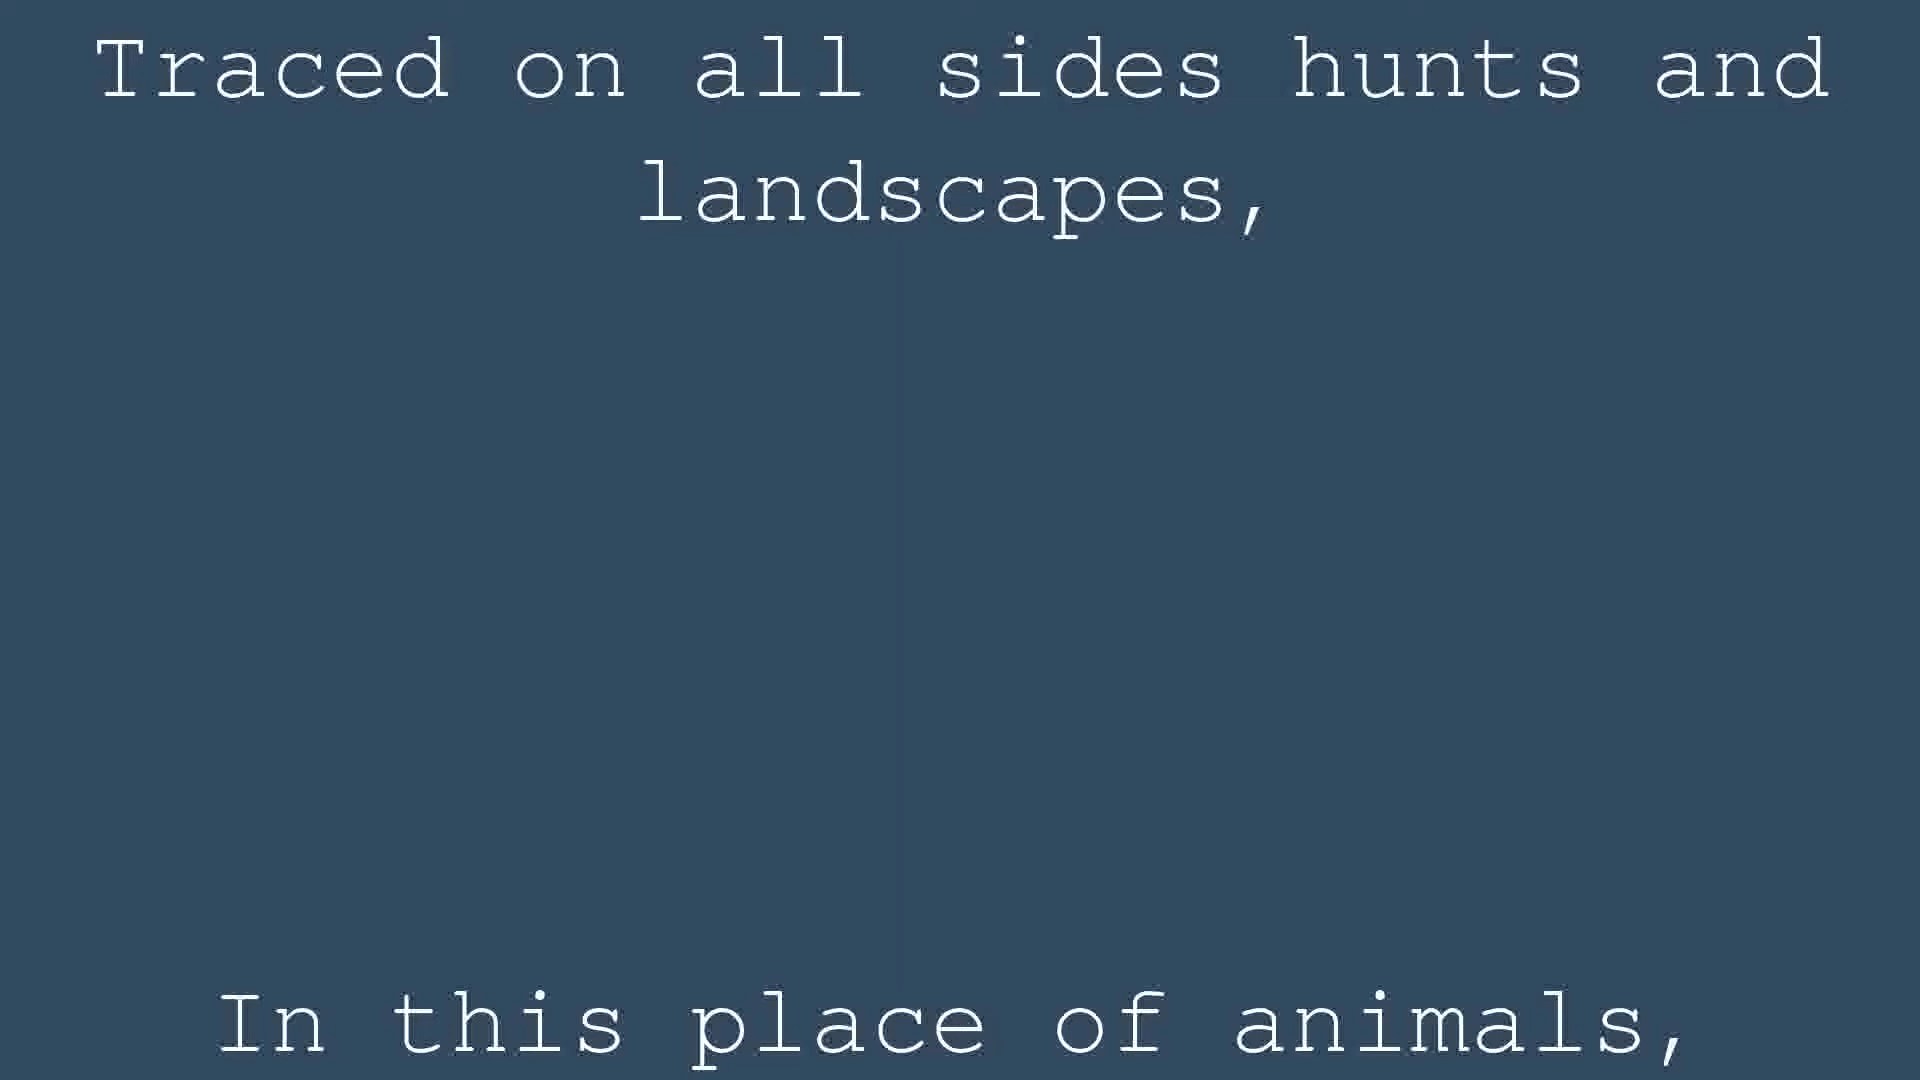 Traced on all sides hunts and
landscapes,
In this place of animals,